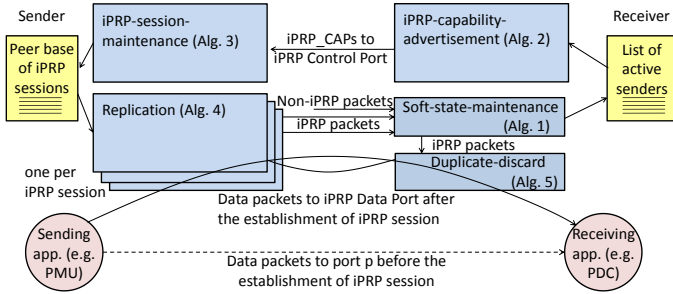 Sender
Receiver
Peer base
of iPRP
sessions
iPRP-session-
maintenance (Alg. 3)
iPRP_CAPs to
iPRP Control Port
iPRP-capability-
advertisement (Alg. 2)
List of
active
senders
Replication (Alg. 4)
Non-iPRP packets
iPRP packets
Soft-state-maintenance
(Alg. 1)
iPRP packets
Duplicate-discard
(Alg. 5)
one per
iPRP session
Data packets to iPRP Data Port after
the establishment of iPRP session
Sending
app. (e.g.
PMU)
Receiving
app. (e.g.
PDC)
Data packets to port p before the
establishment of iPRP session